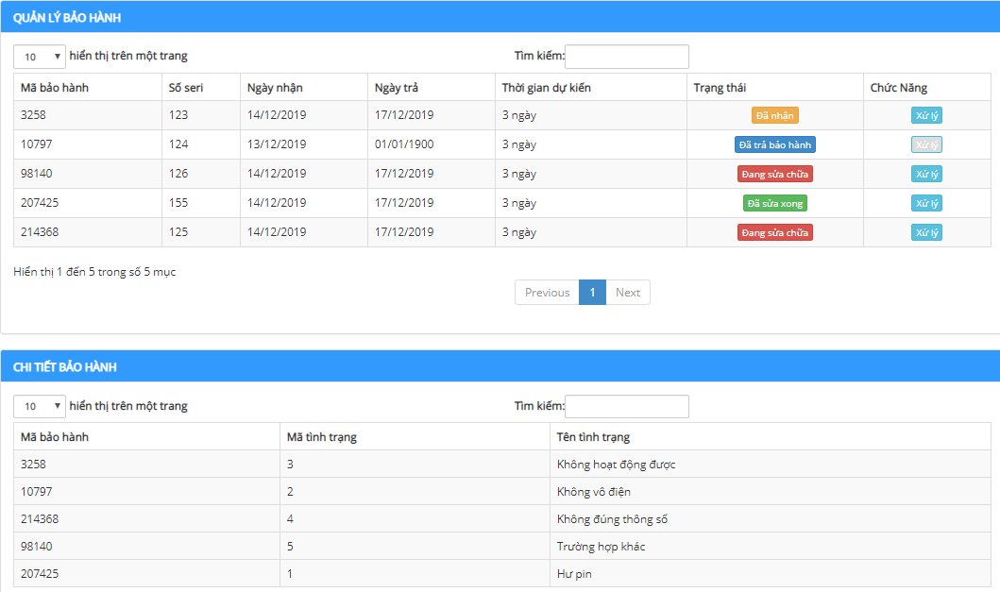 QUẢN LÝ BẢO HÀNH
10 hiển thị trên một trang Tìm kiếm:
Mã bảo hành Số seri Ngày nhận Ngày trả Thời gian dự kiến Trạng thái Chức Năng
3258 123 14/12/2019 17/12/2019 3 ngày Đã nhận Xử lý
10797 124 13/12/2019 01/01/1900 3 ngày Đã trả bảo hành Xử lý
98140 126 14/12/2019 17/12/2019 3 ngày Đang sửa chữa Xử lý
207425 155 14/12/2019 17/12/2019 3 ngày Đã sửa xong Xử lý
214368 125 14/12/2019 17/12/2019 3 ngày Đang sửa chữa Xử lý
Hiển thị 1 đến 5 trong số 5 mục
Previous 1 Next
CHI TIẾT BẢO HÀNH
10 hiển thị trên một trang Tìm kiếm:
Mã bảo hành Mã tình trạng Tên tình trạng
3258 3 Không hoạt động được
10797 2 Không vô điện
214368 4 Không đúng thông số
98140 5 Trường hợp khác
207425 1 Hư pin